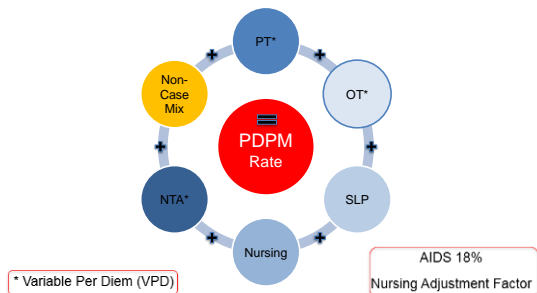 PT*
Non-
Case
Mix
OT*
=
PDPM
Rate
NTA*
SLP
Nursing
* Variable Per Diem (VPD)
AIDS 18%
Nursing Adjustment Factor